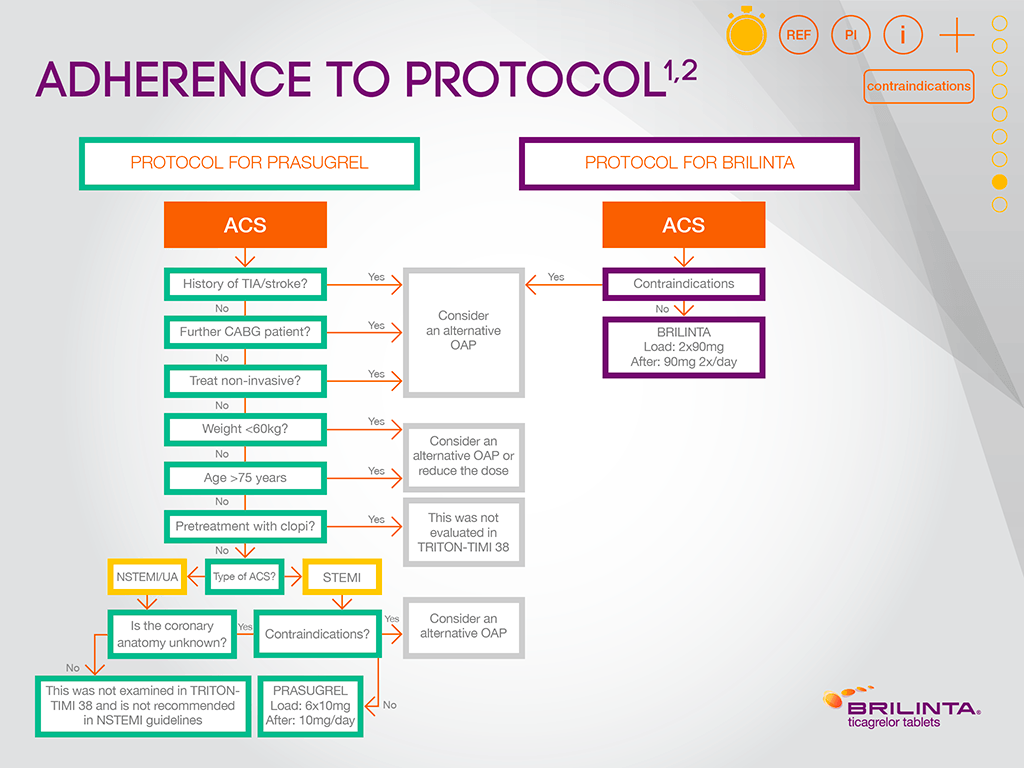 REF
PI
i
contraindications
ADHERENCE TO PROTOCOL1,2
PROTOCOL FOR PRASUGREL
ACS
History of TIA/stroke?
Yes
No
Further CABG patient?
Yes
No
Treat non-invasive?
Yes
No
Consider
an alternative
OAP
Weight <60kg?
Yes
No
Age >75 years
Yes
No
Consider an
alternative OAP or
reduce the dose
Pretreatment with clopi?
Yes
No
This was not
evaluated in
TRITON-TIMI 38
NSTEMI/UA
Type of ACS?
STEMI
Is the coronary
anatomy unknown?
Yes
Contraindications?
Yes
Consider an
alternative OAP
No
This was not examined in TRITON-
TIMI 38 and is not recommended
in NSTEMI guidelines
No
PRASUGREL
Load: 6x10mg
After: 10mg/day
PROTOCOL FOR BRILINTA
ACS
Contraindications
Yes
No
BRILINTA
Load: 2x90mg
After: 90mg 2x/day
BRILINTA®
ticagrelor tablets